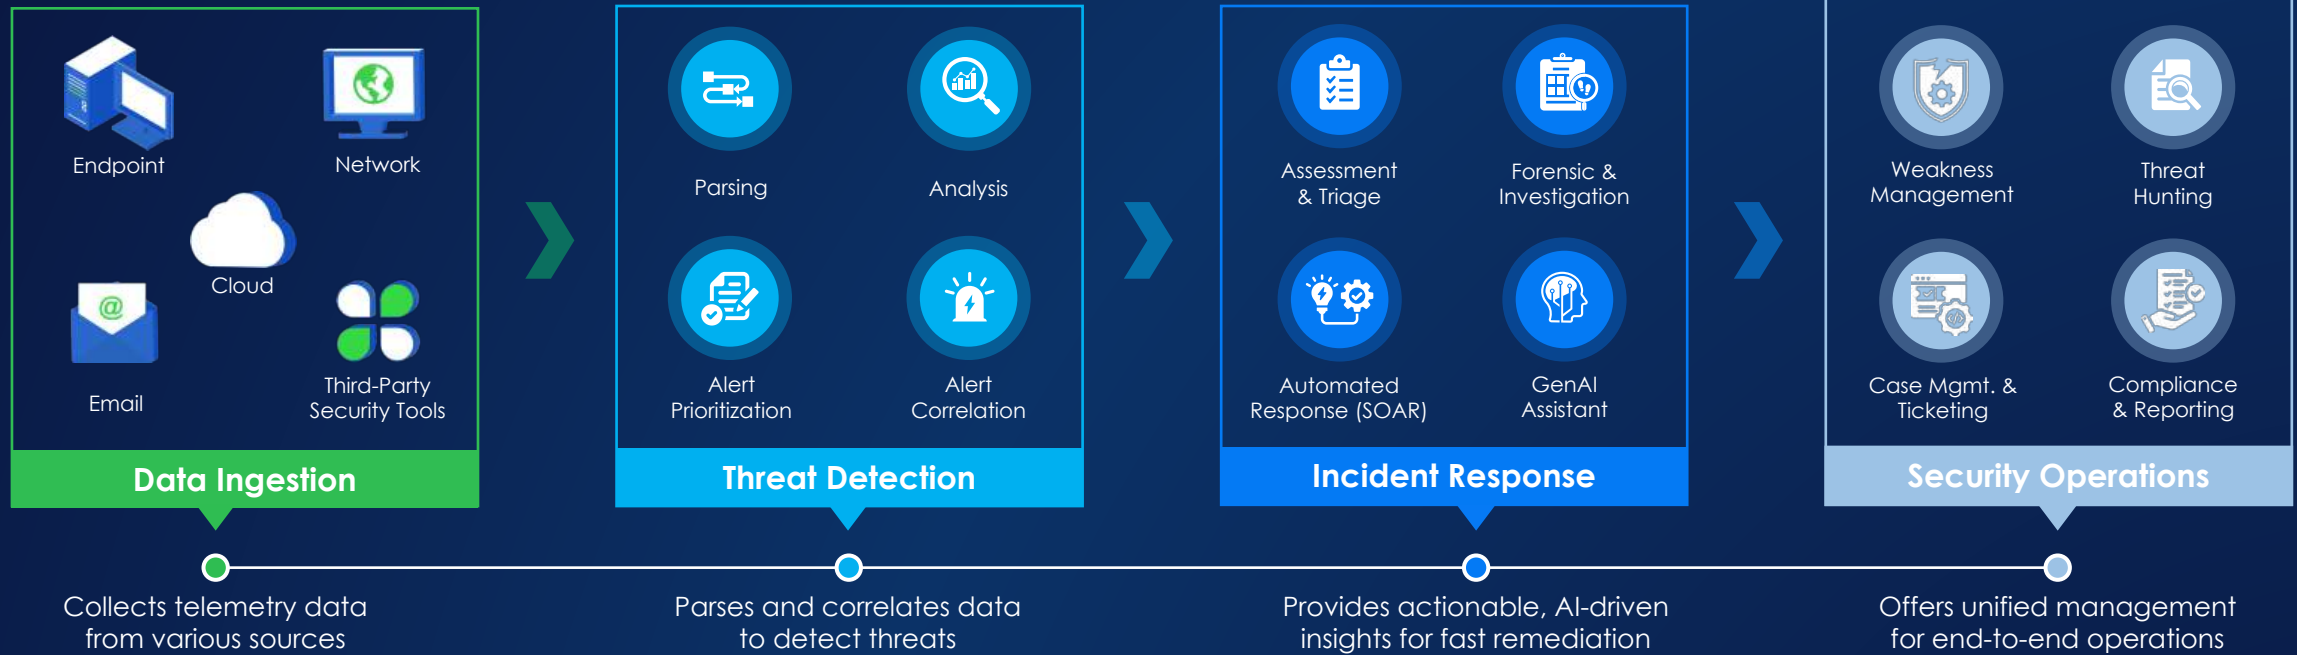 Endpoint
Network
Cloud
@
Email
Third-Party
Security Tools
Data Ingestion
Parsing
Analysis
Alert
Prioritization
Alert
Correlation
Threat Detection
Assessment
& Triage
Forensic &
Investigation
Automated
Response (SOAR)
GenAI
Assistant
Incident Response
Weakness
Management
Threat
Hunting
Case Mgmt. &
Ticketing
Compliance
& Reporting
Security Operations
Collects telemetry data
from various sources
Parses and correlates data
to detect threats
Provides actionable, AI-driven
insights for fast remediation
Offers unified management
for end-to-end operations